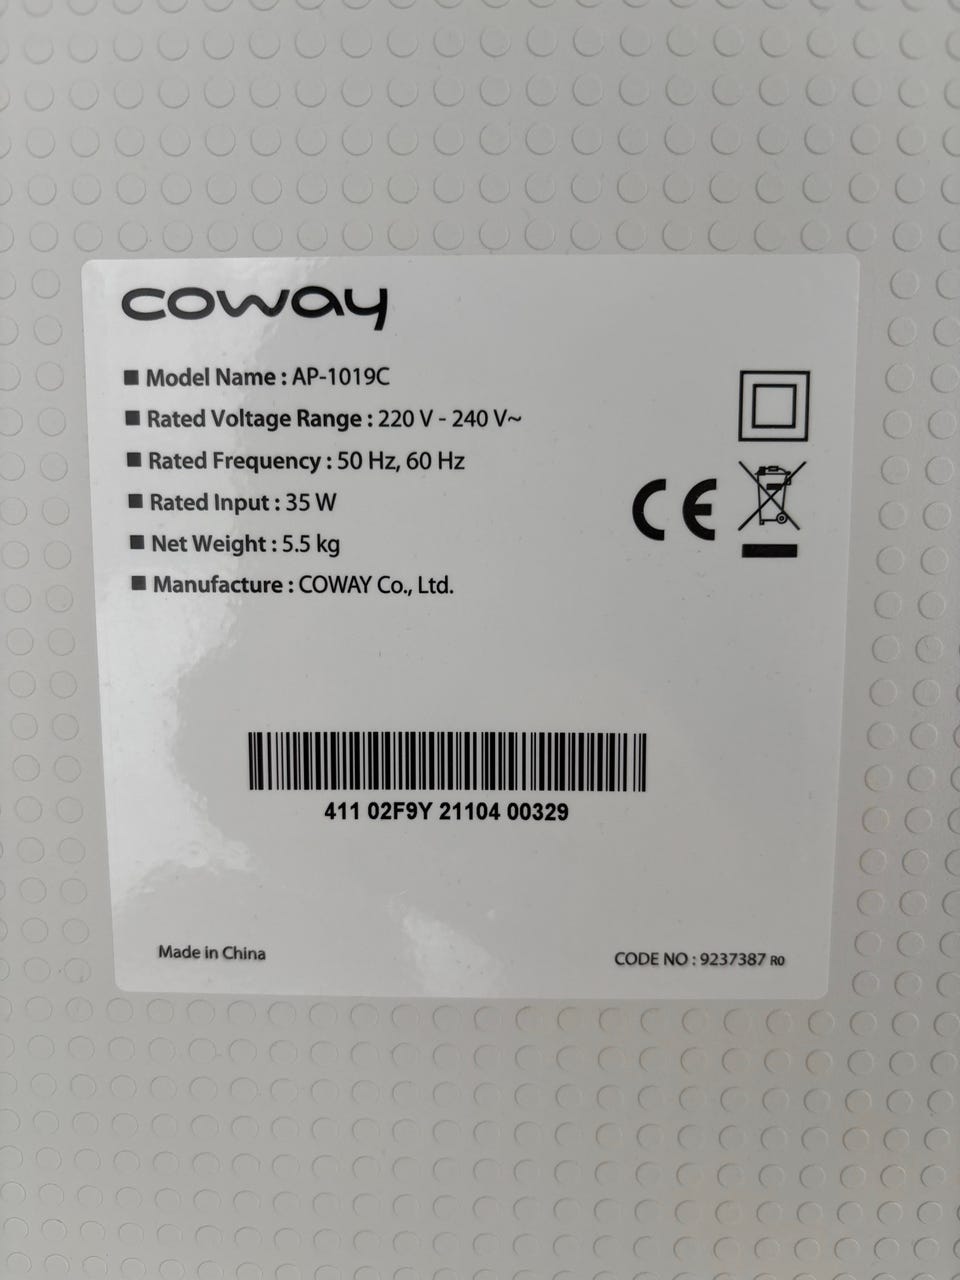 coway
■ Model Name : AP-1019C
■ Rated Voltage Range : 220 V - 240 V~
■ Rated Frequency : 50 Hz, 60 Hz
■ Rated Input : 35 W
■ Net Weight : 5.5 kg
■ Manufacture : COWAY Co., Ltd.
CE
411 02F9Y 21104 00329
Made in China
CODE NO : 9237387 R0